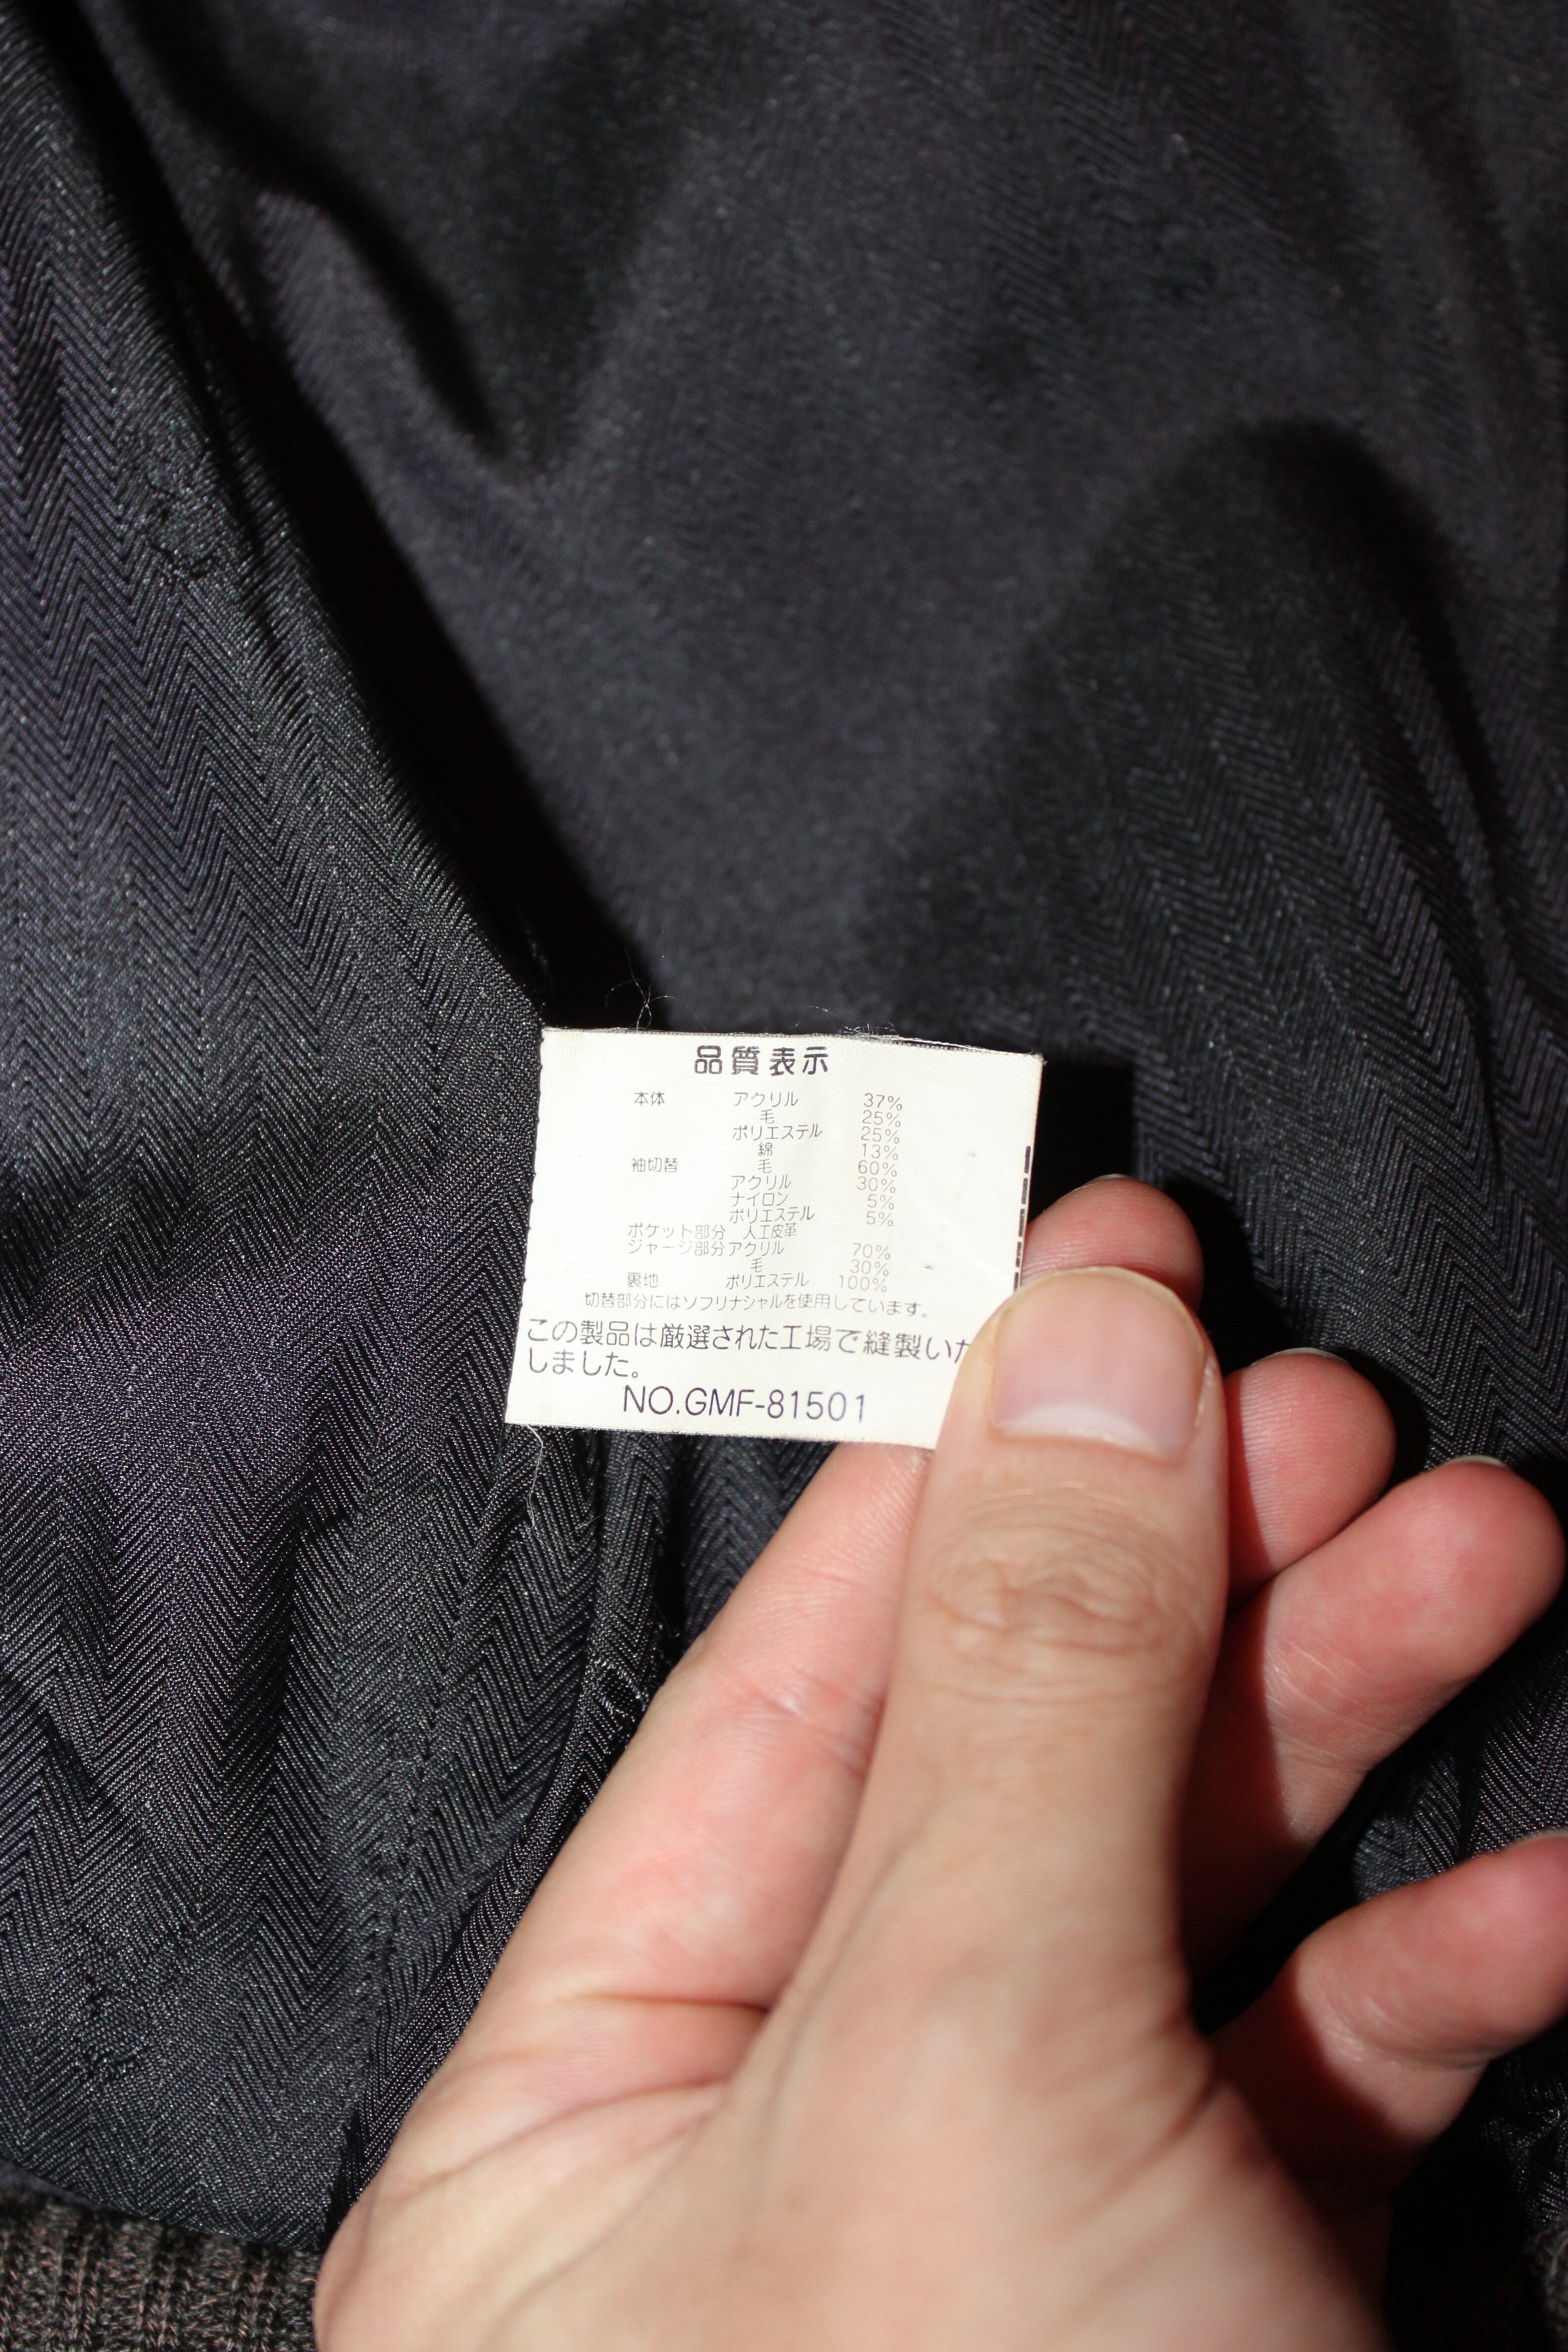 品質表示
本体 アクリル 37%
毛 25%
ポリエステル 25%
綿 13%
袖切替 毛 60%
アクリル 30%
ナイロン 5%
ポリエステル 5%
ポケット部分 人工皮革
ジャージ部分 アクリル 70%
毛 30%
裏地 ポリエステル 100%
切替部分にはソフリナシャルを使用しています。
この製品は厳選された工場で縫製いた
しました。
NO.GMF-81501